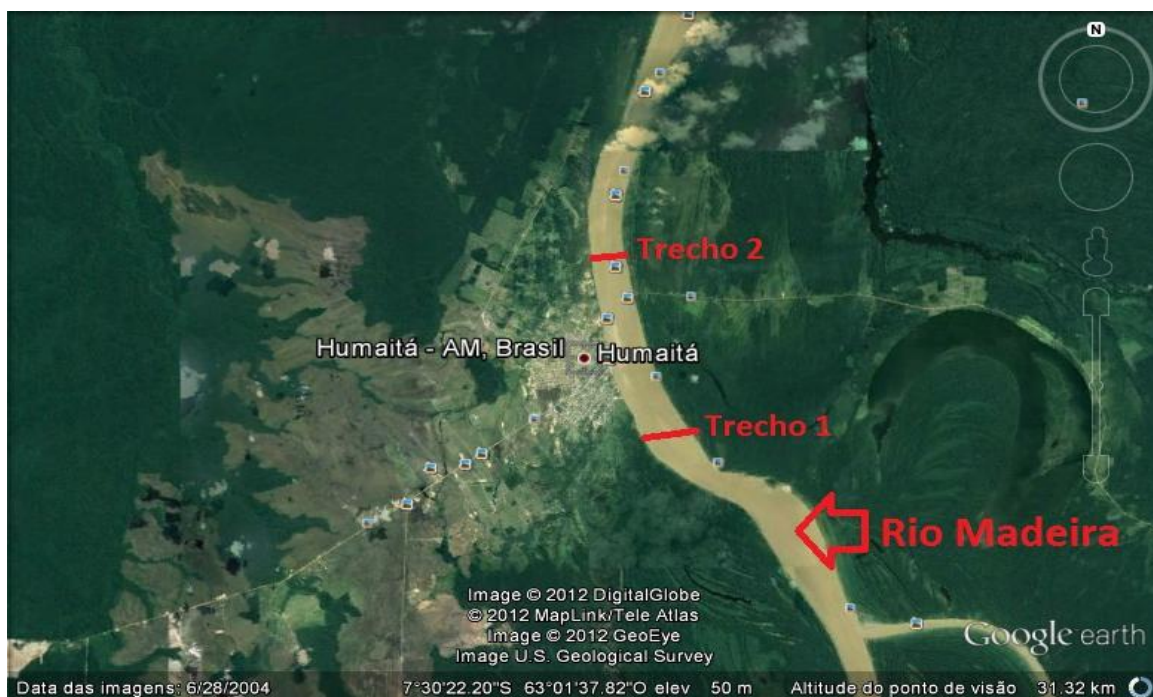 N
Trecho 2
Humaitá - AM, Brasil
Humaitá
Trecho 1
Rio Madeira
Image © 2012 DigitalGlobe
© 2012 MapLink/Tele Atlas
Image © 2012 GeoEye
Image U.S. Geological Survey
Google earth
Data das imagens: 6/28/2004 7°30'22.20"S 63°01'37.82"O elev 50 m Altitude do ponto de visão 31.32 km